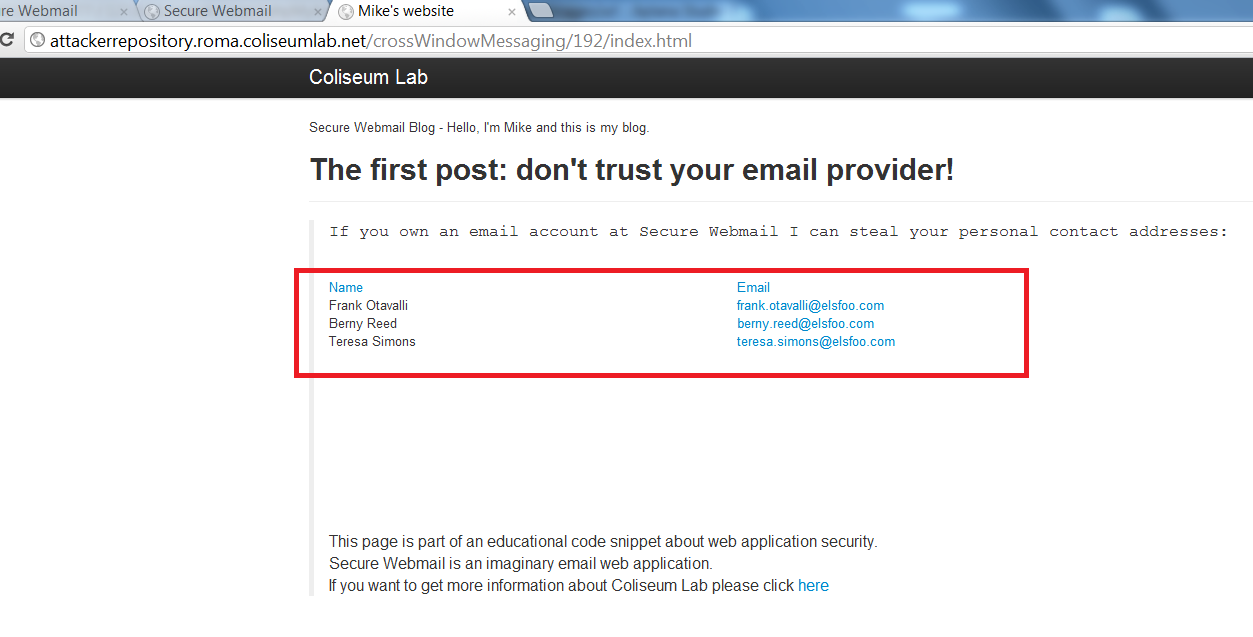 re Webmail
Secure Webmail
Mike's website
attackerrepository.roma.coliseumlab.net/crossWindowMessaging/192/index.html
Coliseum Lab
Secure Webmail Blog - Hello, I'm Mike and this is my blog.
The first post: don't trust your email provider!
If you own an email account at Secure Webmail I can steal your personal contact addresses:
Name Email
Frank Otavalli frank.otavalli@elsfoo.com
Berny Reed berny.reed@elsfoo.com
Teresa Simons teresa.simons@elsfoo.com
This page is part of an educational code snippet about web application security.
Secure Webmail is an imaginary email web application.
If you want to get more information about Coliseum Lab please click here